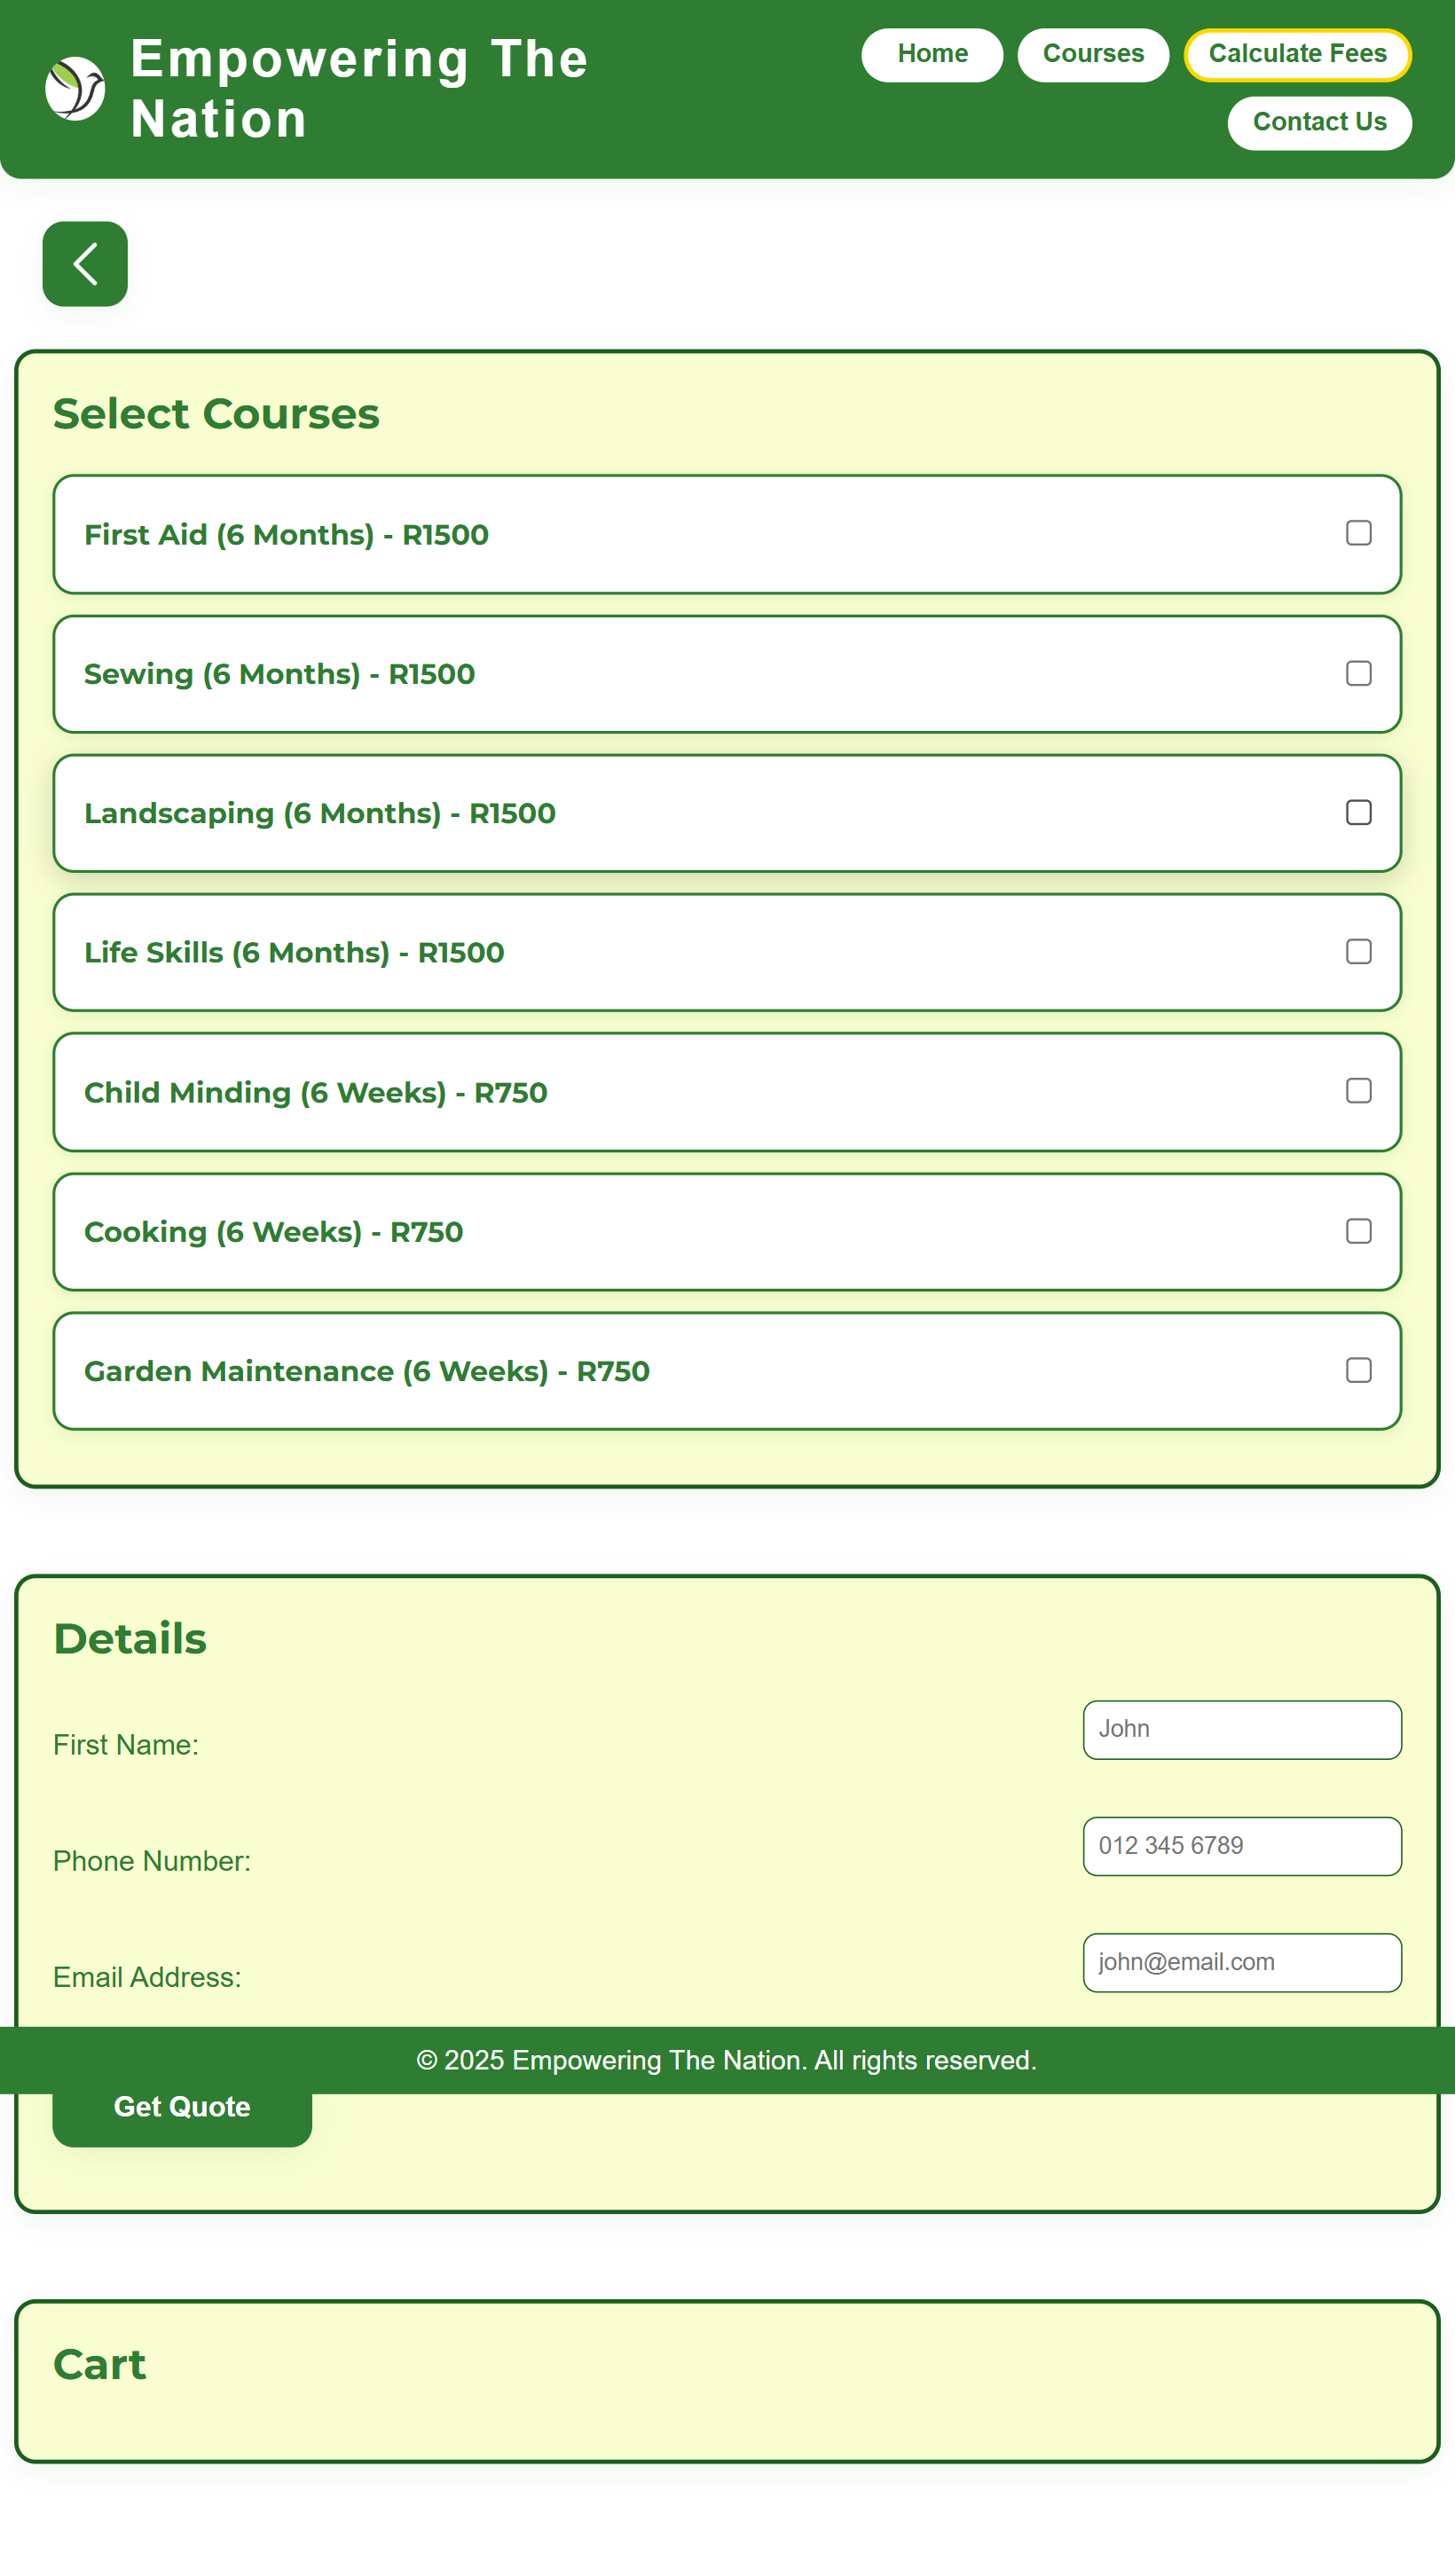 Empowering The
Nation
Home
Courses
Calculate Fees
Contact Us
Select Courses
First Aid (6 Months) - R1500
Sewing (6 Months) - R1500
Landscaping (6 Months) - R1500
Life Skills (6 Months) - R1500
Child Minding (6 Weeks) - R750
Cooking (6 Weeks) - R750
Garden Maintenance (6 Weeks) - R750
Details
First Name:
John
Phone Number:
012 345 6789
Email Address:
john@email.com
© 2025 Empowering The Nation. All rights reserved.
Get Quote
Cart